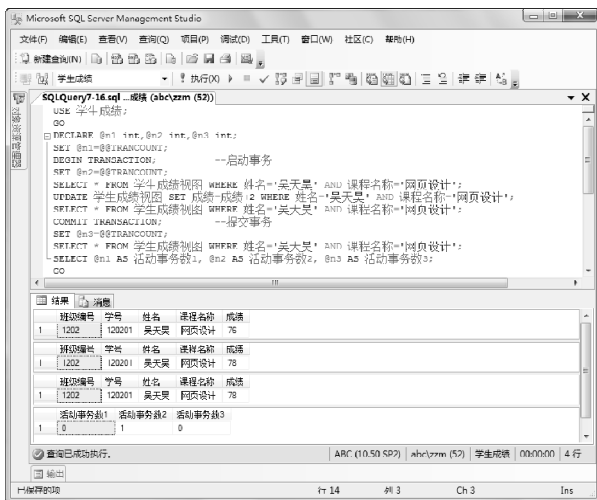 Microsoft SQL Server Management Studio
文件(F) 编辑(E) 查看(V) 查询(Q) 项目(P) 调试(D) 工具(T) 窗口(W) 社区(C) 帮助(H)
新建查询(N)
学生成绩 执行(X)
SQLQuery7-16.sql ...成绩 (abc\zzm (52))
USE 学生成绩;
GO
DECLARE @n1 int,@n2 int,@n3 int;
SET @n1=@@TRANCOUNT;
BEGIN TRANSACTION; --启动事务
SET @n2=@@TRANCOUNT;
SELECT * FROM 学生成绩视图 WHERE 姓名='吴天昊' AND 课程名称='网页设计';
UPDATE 学生成绩视图 SET 成绩=成绩+2 WHERE 姓名='吴天昊' AND 课程名称='网页设计';
SELECT * FROM 学生成绩视图 WHERE 姓名='吴天昊' AND 课程名称='网页设计';
COMMIT TRANSACTION; --提交事务
SET @n3=@@TRANCOUNT;
SELECT * FROM 学生成绩视图 WHERE 姓名='吴天昊' AND 课程名称='网页设计';
SELECT @n1 AS 活动事务数1, @n2 AS 活动事务数2, @n3 AS 活动事务数3;
GO
结果 消息
班级编号 学号 姓名 课程名称 成绩
1 1202 120201 吴天昊 网页设计 76
班级编号 学号 姓名 课程名称 成绩
1 1202 120201 吴天昊 网页设计 78
班级编号 学号 姓名 课程名称 成绩
1 1202 120201 吴天昊 网页设计 78
活动事务数1 活动事务数2 活动事务数3
1 0 1 0
查询已成功执行。 ABC (10.50 SP2) abc\zzm (52) 学生成绩 00:00:00 4 行
输出
已保存的项 行 14 列 3 Ch 3 Ins